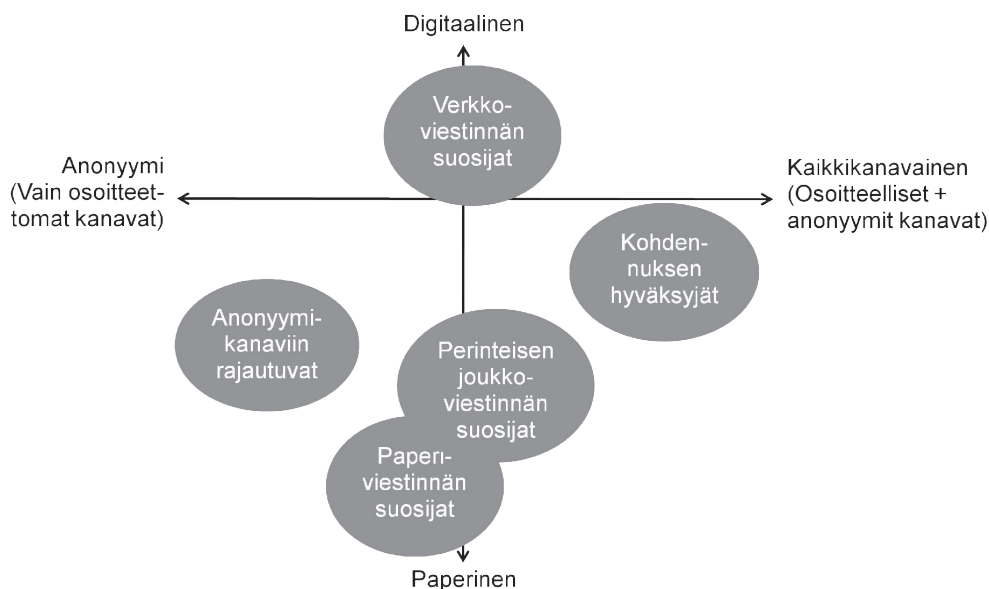 Digitaalinen
Verkko-
viestinnän
suosijat
Anonyymi
(Vain osoitteet-
tomat kanavat)
Kaikkikanavainen
(Osoitteelliset +
anonyymit kanavat)
Kohden-
nuksen
hyväksyjät
Anonyymi-
kanaviin
rajautuvat
Perinteisen
joukko-
viestinnän
suosijat
Paperi-
viestinnän
suosijat
Paperinen